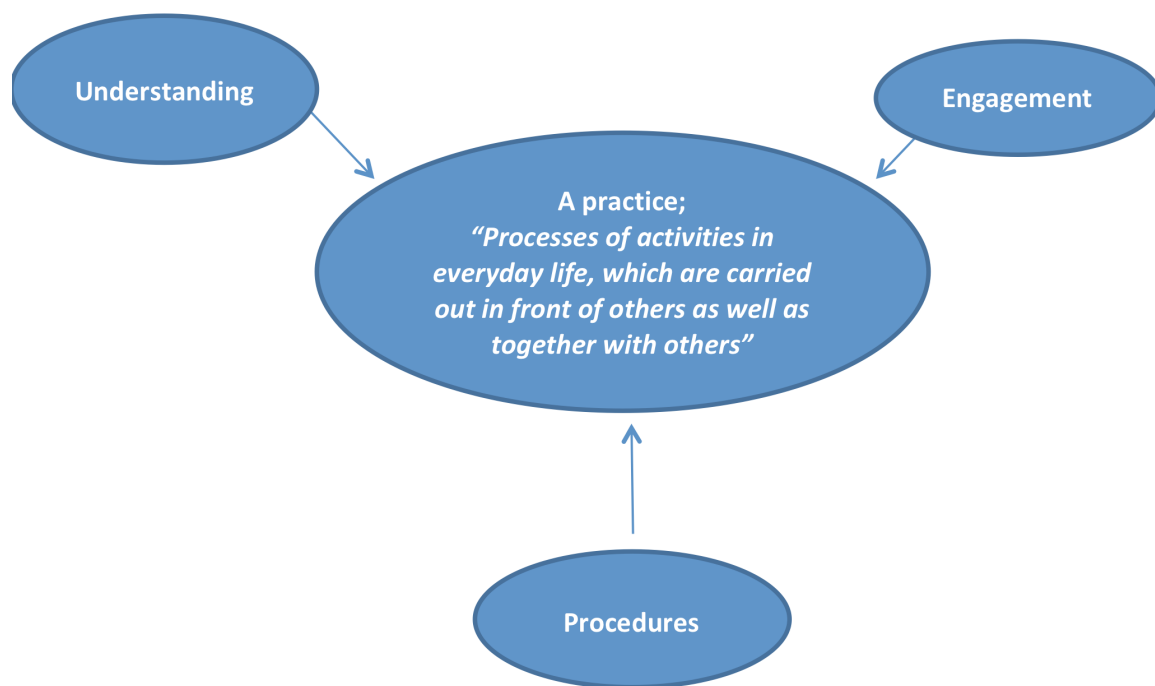 Understanding
Engagement
A practice;
“Processes of activities in
everyday life, which are carried
out in front of others as well as
together with others”
Procedures